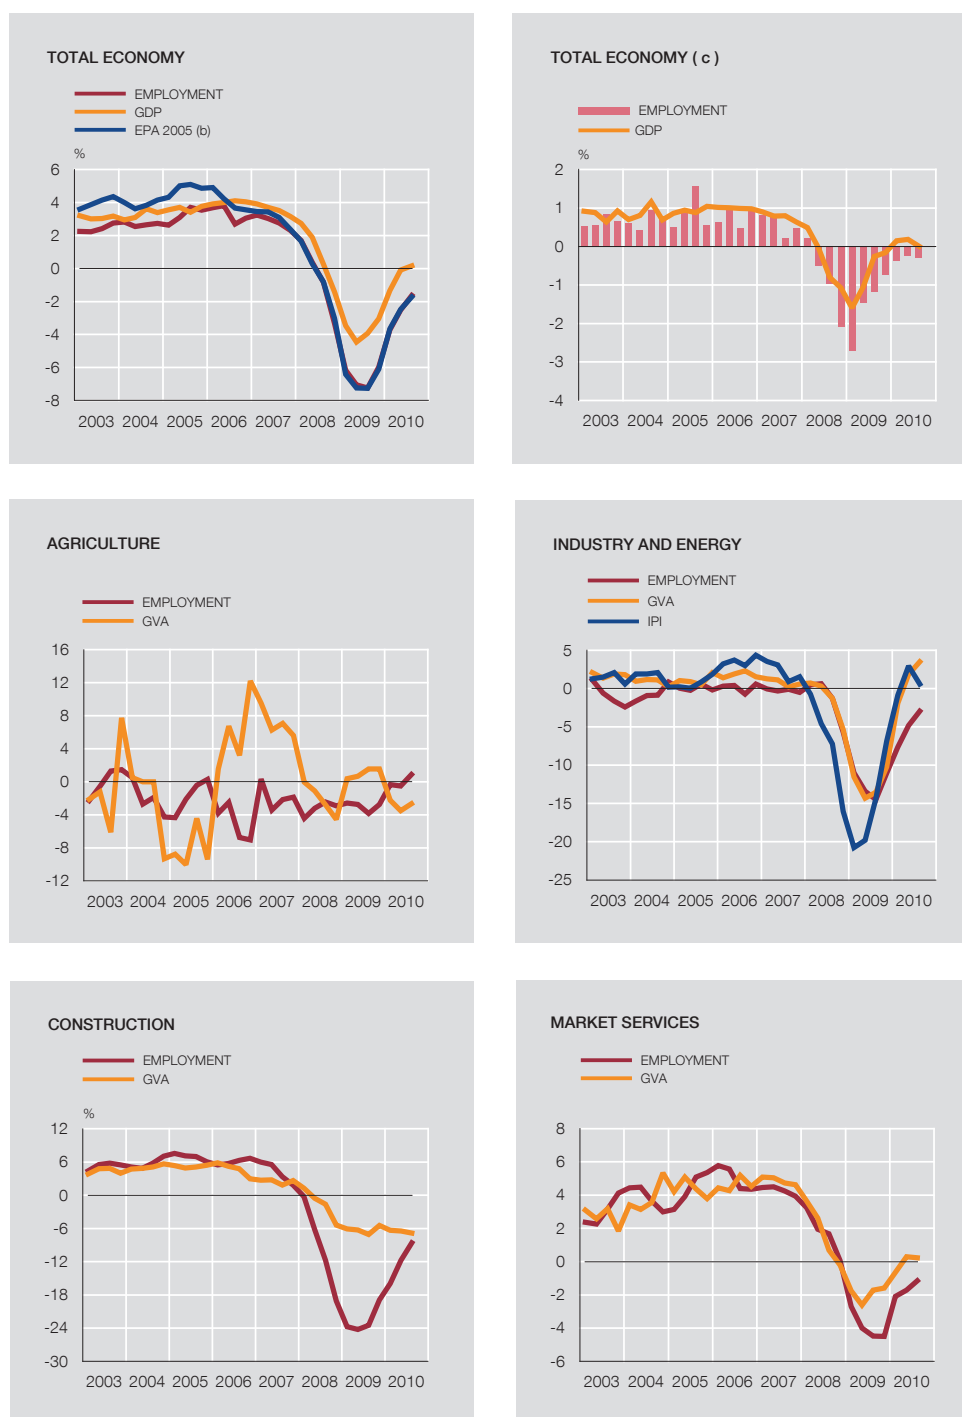 TOTAL ECONOMY
EMPLOYMENT
GDP
EPA 2005 (b)
%
6
4
2
0
-2
-4
-6
-8
2003 2004 2005 2006 2007 2008 2009 2010
TOTAL ECONOMY ( c )
EMPLOYMENT
GDP
%
2
1
0
-1
-2
-3
-4
2003 2004 2005 2006 2007 2008 2009 2010
AGRICULTURE
EMPLOYMENT
GVA
16
12
8
4
0
-4
-8
-12
2003 2004 2005 2006 2007 2008 2009 2010
INDUSTRY AND ENERGY
EMPLOYMENT
GVA
IPI
5
0
-5
-10
-15
-20
-25
2003 2004 2005 2006 2007 2008 2009 2010
CONSTRUCTION
EMPLOYMENT
GVA
%
12
6
0
-6
-12
-18
-24
-30
2003 2004 2005 2006 2007 2008 2009 2010
MARKET SERVICES
EMPLOYMENT
GVA
8
6
4
2
0
-2
-4
-6
2003 2004 2005 2006 2007 2008 2009 2010